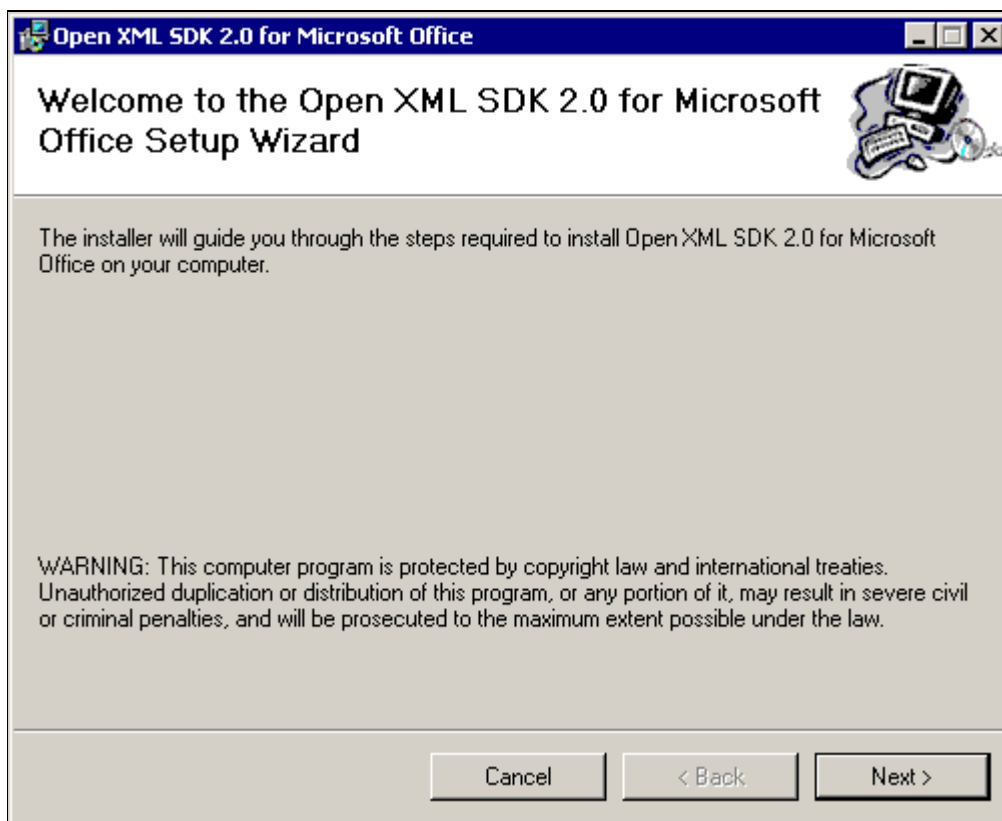 Open XML SDK 2.0 for Microsoft Office
Welcome to the Open XML SDK 2.0 for Microsoft
Office Setup Wizard
The installer will guide you through the steps required to install Open XML SDK 2.0 for Microsoft
Office on your computer.
WARNING: This computer program is protected by copyright law and international treaties.
Unauthorized duplication or distribution of this program, or any portion of it, may result in severe civil
or criminal penalties, and will be prosecuted to the maximum extent possible under the law.
Cancel
< Back
Next >